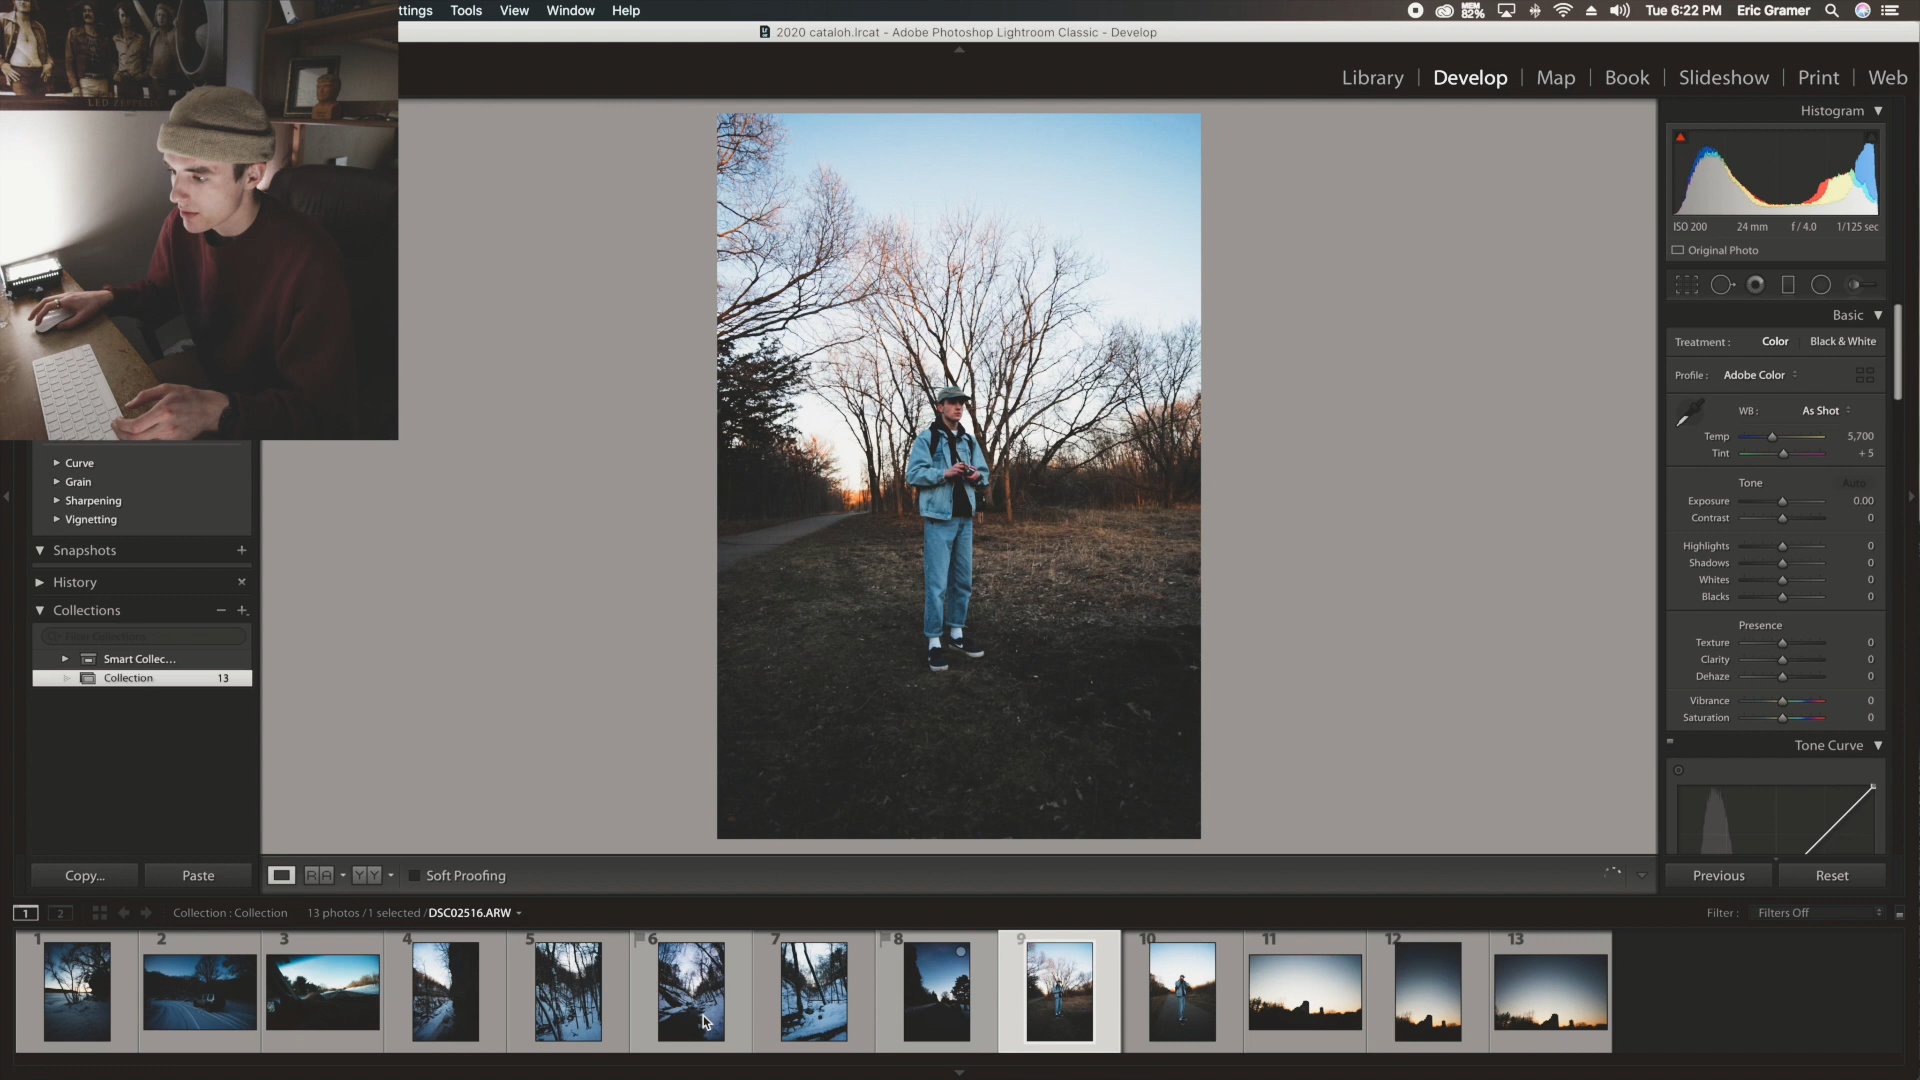 ttings Tools View Window Help
MEM 82% Tue 6:22 PM Eric Gramer
2020 cataloh.lrcat - Adobe Photoshop Lightroom Classic - Develop
LED ZEPPELIN
Library | Develop | Map | Book | Slideshow | Print | Web
Histogram
ISO 200 24 mm f / 4.0 1/125 sec
Original Photo
Basic
Treatment : Color Black & White
Profile : Adobe Color
WB : As Shot
Temp 5,700
Tint + 5
Tone Auto
Exposure 0.00
Contrast 0
Highlights 0
Shadows 0
Whites 0
Blacks 0
Presence
Texture 0
Clarity 0
Dehaze 0
Vibrance 0
Saturation 0
Tone Curve
Previous Reset
Curve
Grain
Sharpening
Vignetting
Snapshots
History
Collections
Filter Collections
Smart Collec...
Collection 13
Copy... Paste
R A Y Y Soft Proofing
1 2 Collection : Collection 13 photos / 1 selected / DSC02516.ARW
Filter : Filters Off
1 2 3 4 5 6 7 8 9 10 11 12 13